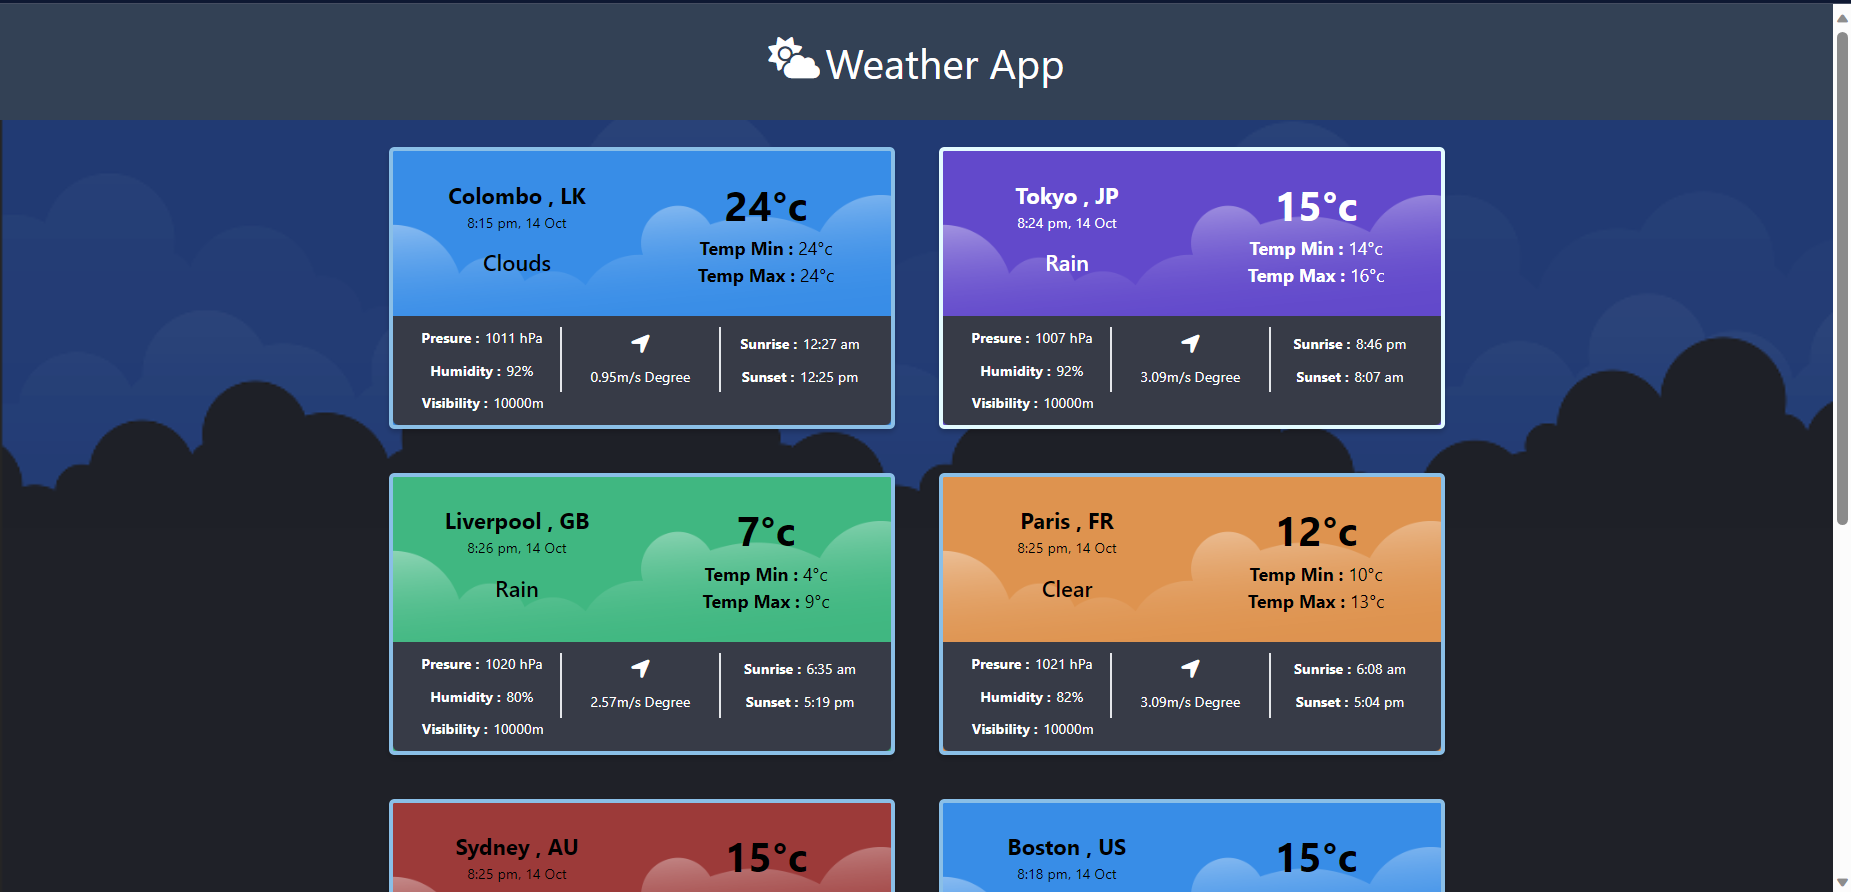 Weather App
Colombo , LK
8:15 pm, 14 Oct
Clouds
24°c
Temp Min : 24°c
Temp Max : 24°c
Presure : 1011 hPa
Humidity : 92%
Visibility : 10000m
0.95m/s Degree
Sunrise : 12:27 am
Sunset : 12:25 pm
Tokyo , JP
8:24 pm, 14 Oct
Rain
15°c
Temp Min : 14°c
Temp Max : 16°c
Presure : 1007 hPa
Humidity : 92%
Visibility : 10000m
3.09m/s Degree
Sunrise : 8:46 pm
Sunset : 8:07 am
Liverpool , GB
8:26 pm, 14 Oct
Rain
7°c
Temp Min : 4°c
Temp Max : 9°c
Presure : 1020 hPa
Humidity : 80%
Visibility : 10000m
2.57m/s Degree
Sunrise : 6:35 am
Sunset : 5:19 pm
Paris , FR
8:25 pm, 14 Oct
Clear
12°c
Temp Min : 10°c
Temp Max : 13°c
Presure : 1021 hPa
Humidity : 82%
Visibility : 10000m
3.09m/s Degree
Sunrise : 6:08 am
Sunset : 5:04 pm
Sydney , AU
8:25 pm, 14 Oct
15°c
Boston , US
8:18 pm, 14 Oct
15°c